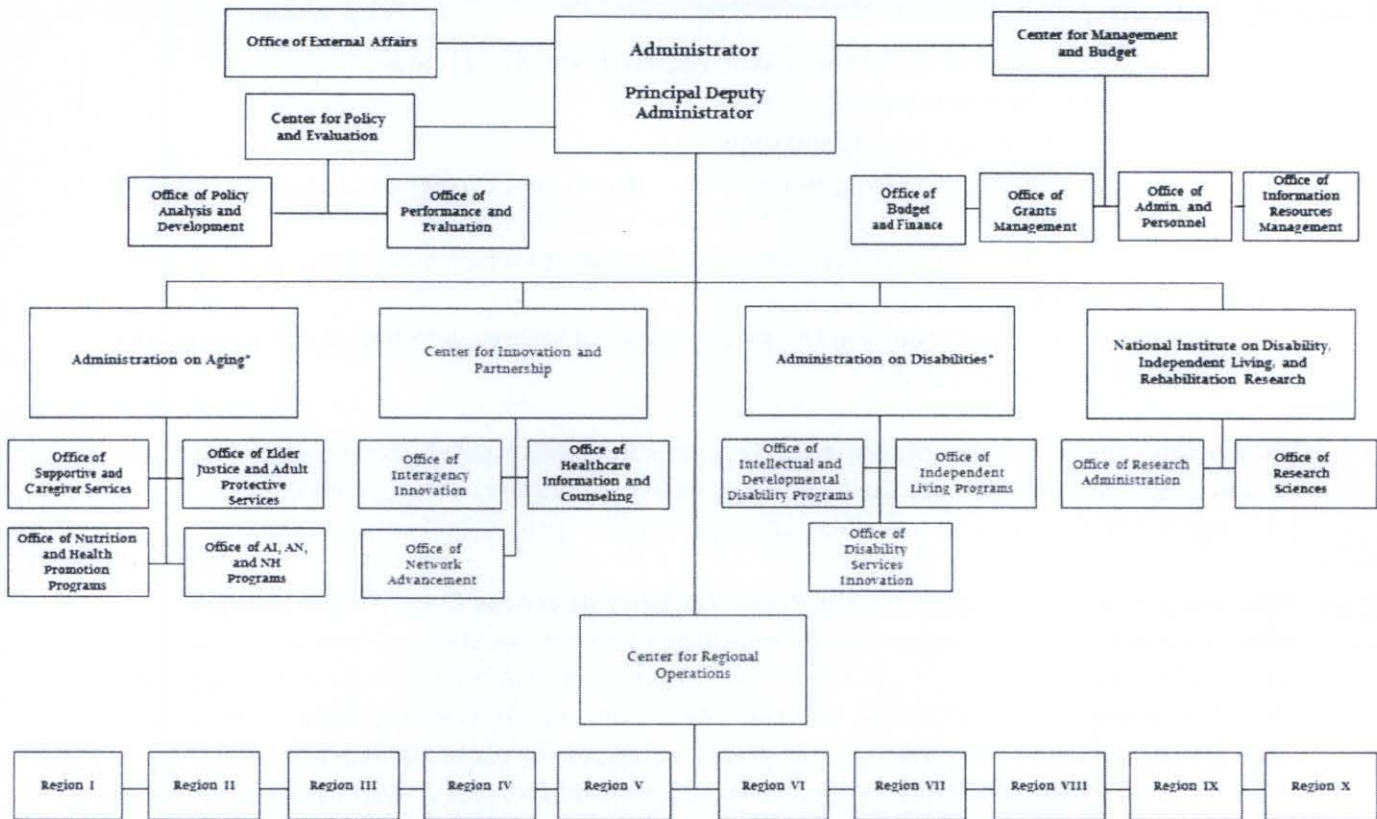 Office of External Affairs
Administrator
Principal Deputy
Administrator
Center for Management
and Budget
Center for Policy
and Evaluation
Office of Policy
Analysis and
Development
Office of
Performance and
Evaluation
Office of
Budget
and Finance
Office of
Grants
Management
Office of
Admin. and
Personnel
Office of
Information
Resources
Management
Administration on Aging*
Center for Innovation and
Partnership
Administration on Disabilities*
National Institute on Disability,
Independent Living, and
Rehabilitation Research
Office of
Supportive and
Caregiver Services
Office of Elder
Justice and Adult
Protective
Services
Office of
Interagency
Innovation
Office of
Healthcare
Information and
Counseling
Office of
Intellectual and
Developmental
Disability Programs
Office of
Independent
Living Programs
Office of Research
Administration
Office of
Research
Sciences
Office of Nutrition
and Health
Promotion
Programs
Office of AI, AN,
and NH
Programs
Office of
Network
Advancement
Office of
Disability
Services
Innovation
Center for Regional
Operations
Region I
Region II
Region III
Region IV
Region V
Region VI
Region VII
Region VIII
Region IX
Region X